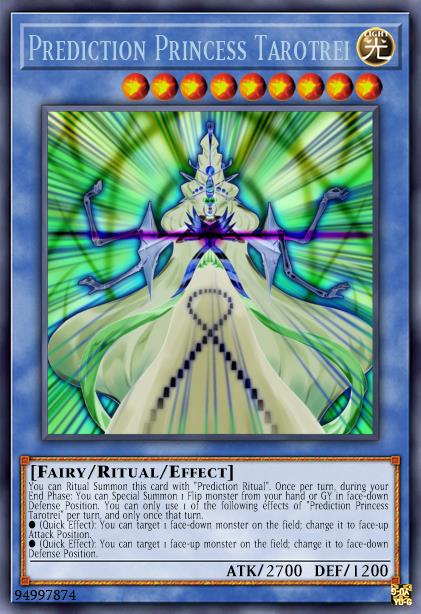 Prediction Princess Tarotrei
LIGHT
光
[Fairy/Ritual/Effect]
You can Ritual Summon this card with "Prediction Ritual". Once per turn, during your
End Phase: You can Special Summon 1 Flip monster from your hand or GY in face-down
Defense Position. You can only use 1 of the following effects of "Prediction Princess
Tarotrei" per turn, and only once that turn.
● (Quick Effect): You can target 1 face-down monster on the field; change it to face-up
Attack Position.
● (Quick Effect): You can target 1 face-up monster on the field; change it to face-down
Defense Position.
ATK/2700 DEF/1200
94997874